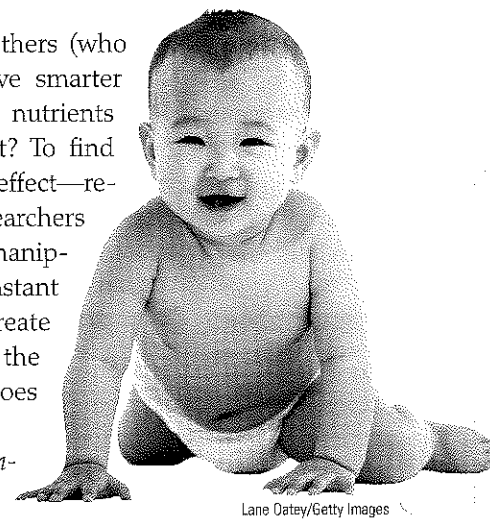 thers (who
ve smarter
nutrients
t? To find
effect—re-
earchers
manip-
nstant
reate
the
oes
n-
Lane Oatey/Getty Images